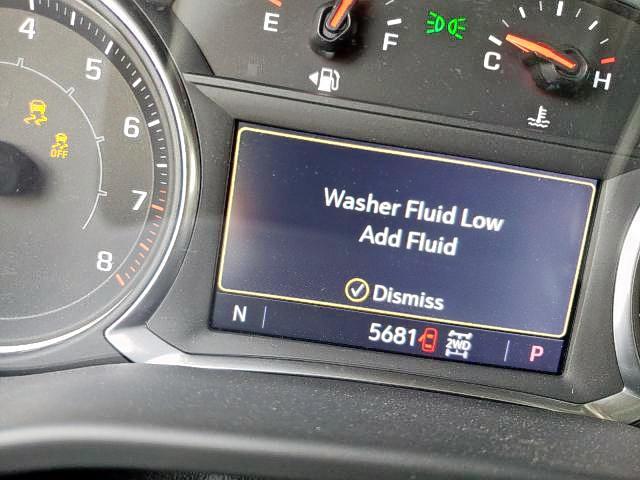 4
5
6
7
8
OFF
E
F
C
H
Washer Fluid Low
Add Fluid
Dismiss
N
5681
2WD
P